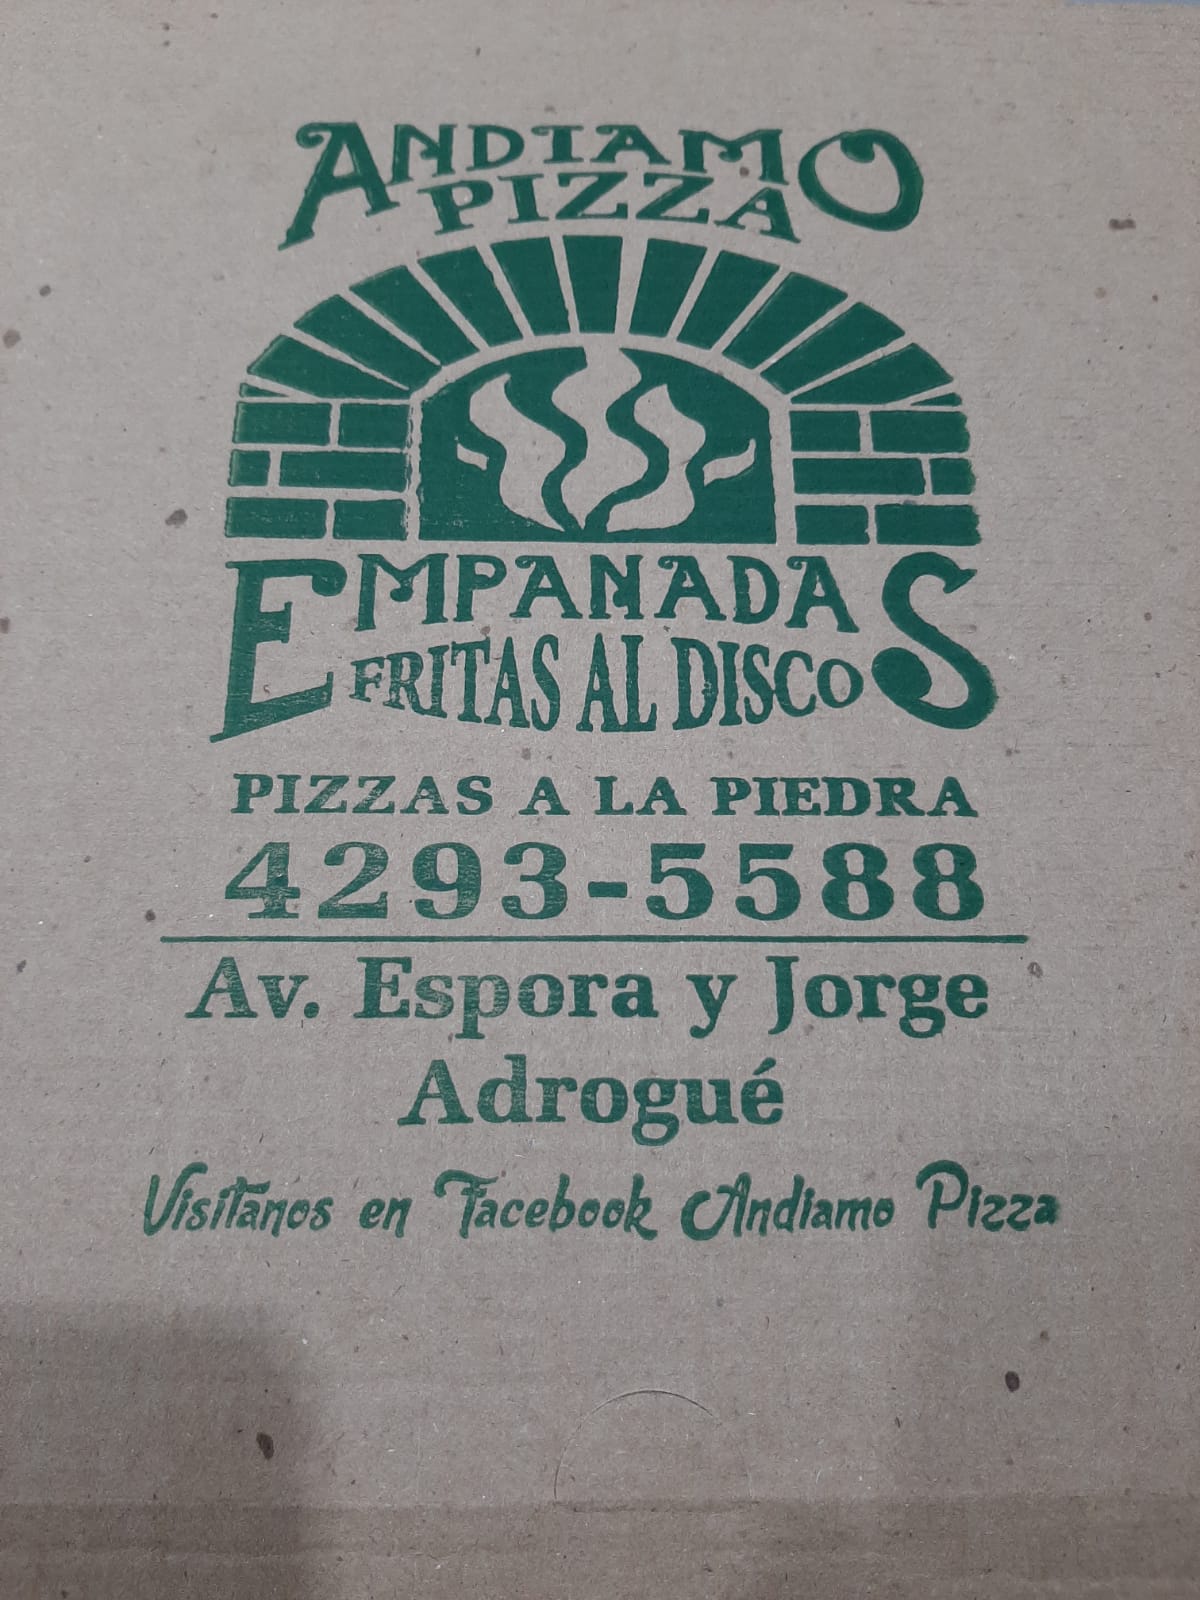 ANDIAMO
PIZZA
EMPANADAS
FRITAS AL DISCO
PIZZAS A LA PIEDRA
4293-5588
Av. Espora y Jorge
Adrogué
Visitanos en Facebook Andiamo Pizza